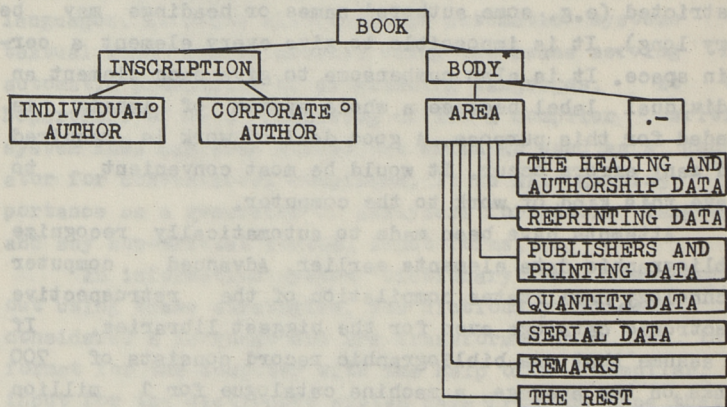 BOOK
INSCRIPTION
BODY*
INDIVIDUAL°
AUTHOR
CORPORATE°
AUTHOR
AREA
.-
THE HEADING AND
AUTHORSHIP DATA
REPRINTING DATA
PUBLISHERS AND
PRINTING DATA
QUANTITY DATA
SERIAL DATA
REMARKS
THE REST